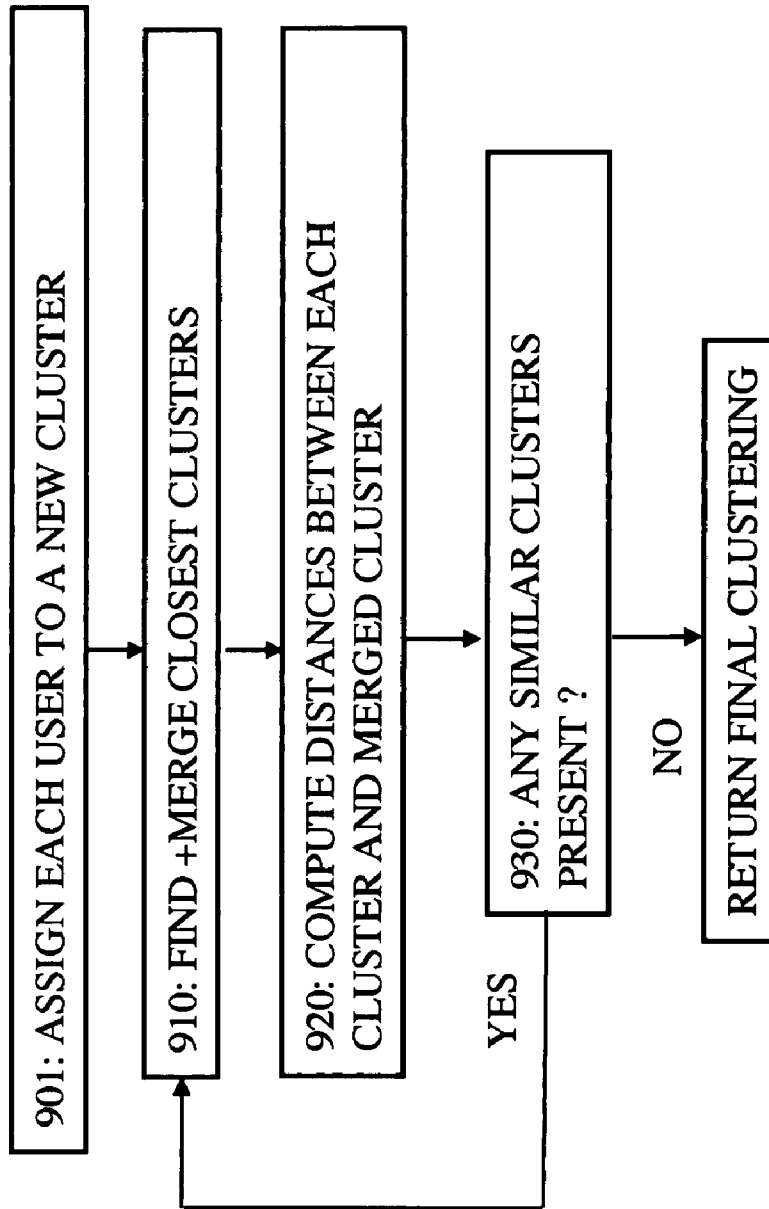 901: ASSIGN EACH USER TO A NEW CLUSTER
910: FIND +MERGE CLOSEST CLUSTERS
920: COMPUTE DISTANCES BETWEEN EACH
CLUSTER AND MERGED CLUSTER
930: ANY SIMILAR CLUSTERS
PRESENT ?
YES
NO
RETURN FINAL CLUSTERING